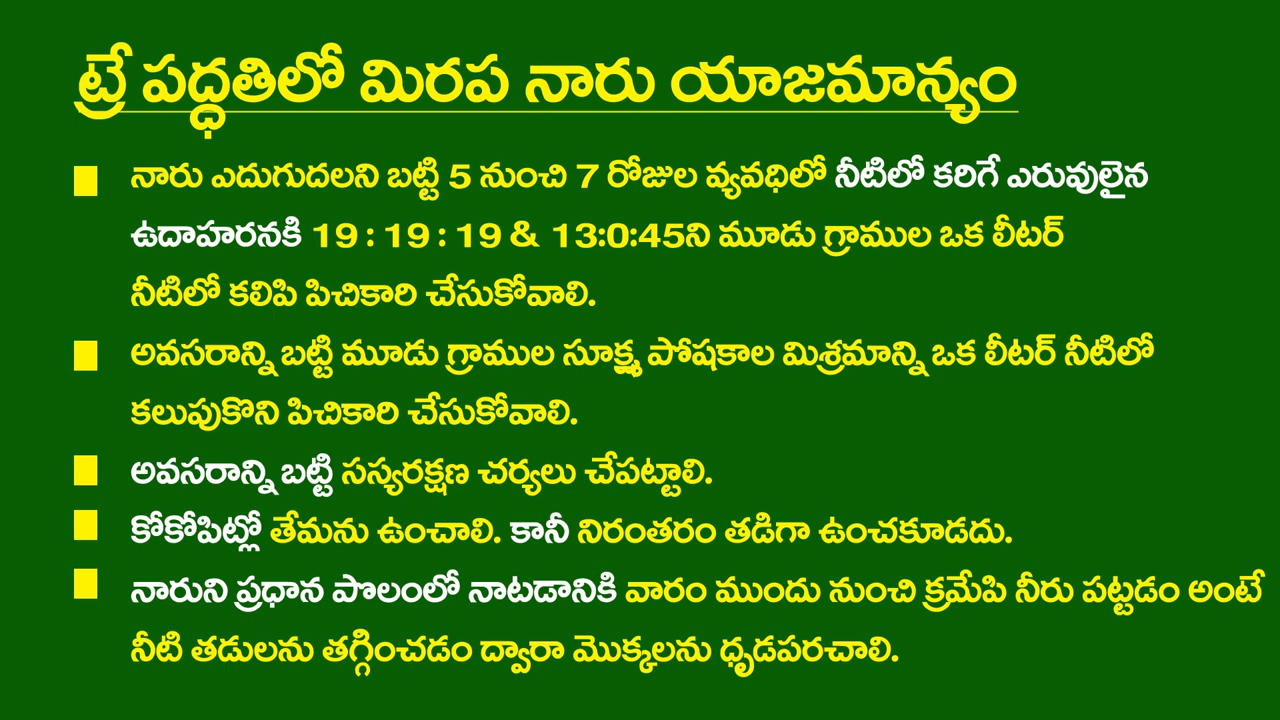 ట్రే పద్ధతిలో మిరప నారు యాజమాన్యం
నారు ఎదుగుదలని బట్టి 5 నుంచి 7 రోజుల వ్యవధిలో నీటిలో కరిగే ఎరువులైన
ఉదాహరనకి 19 : 19 : 19 & 13:0:45ని మూడు గ్రాముల ఒక లీటర్
నీటిలో కలిపి పిచికారి చేసుకోవాలి.
అవసరాన్ని బట్టి మూడు గ్రాముల సూక్ష్మ పోషకాల మిశ్రమాన్ని ఒక లీటర్ నీటిలో
కలుపుకొని పిచికారి చేసుకోవాలి.
అవసరాన్ని బట్టి సస్యరక్షణ చర్యలు చేపట్టాలి.
కోకోపిట్లో తేమను ఉంచాలి. కానీ నిరంతరం తడిగా ఉంచకూడదు.
నారుని ప్రధాన పొలంలో నాటడానికి వారం ముందు నుంచి క్రమేపి నీరు పట్టడం అంటే
నీటి తడులను తగ్గించడం ద్వారా మొక్కలను ధృడపరచాలి.